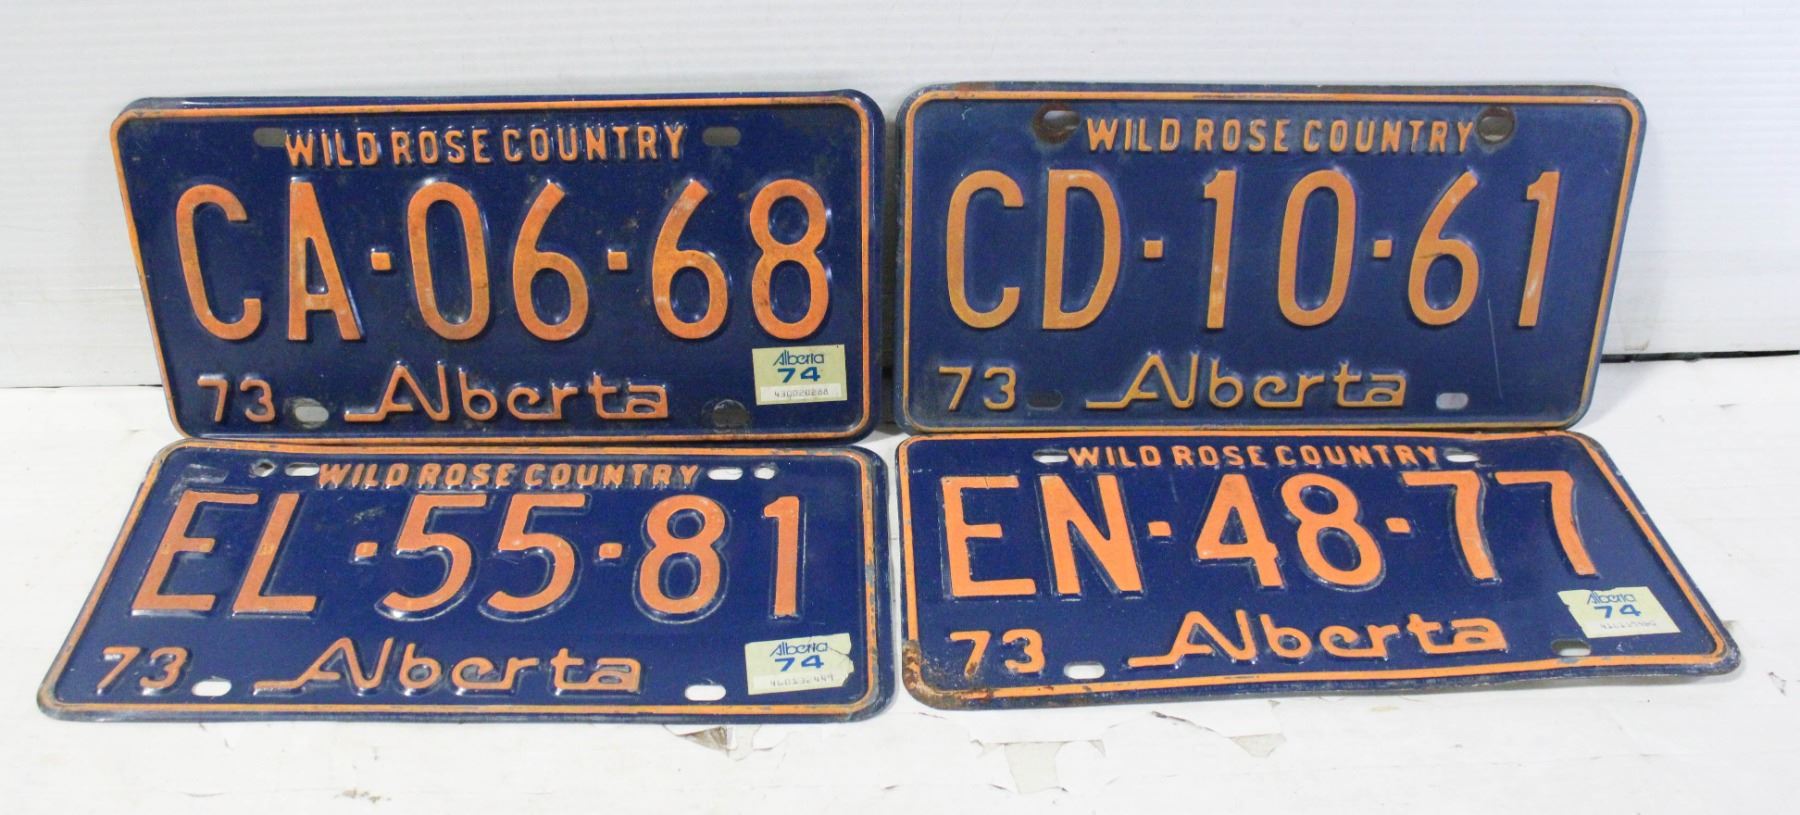 WILD ROSE COUNTRY
CA·06·68
73 Alberta
Alberta
74
WILD ROSE COUNTRY
CD·10·61
73 Alberta
WILD ROSE COUNTRY
EL·55·81
73 Alberta
Alberta
74
WILD ROSE COUNTRY
EN·48·77
73 Alberta
Alberta
74